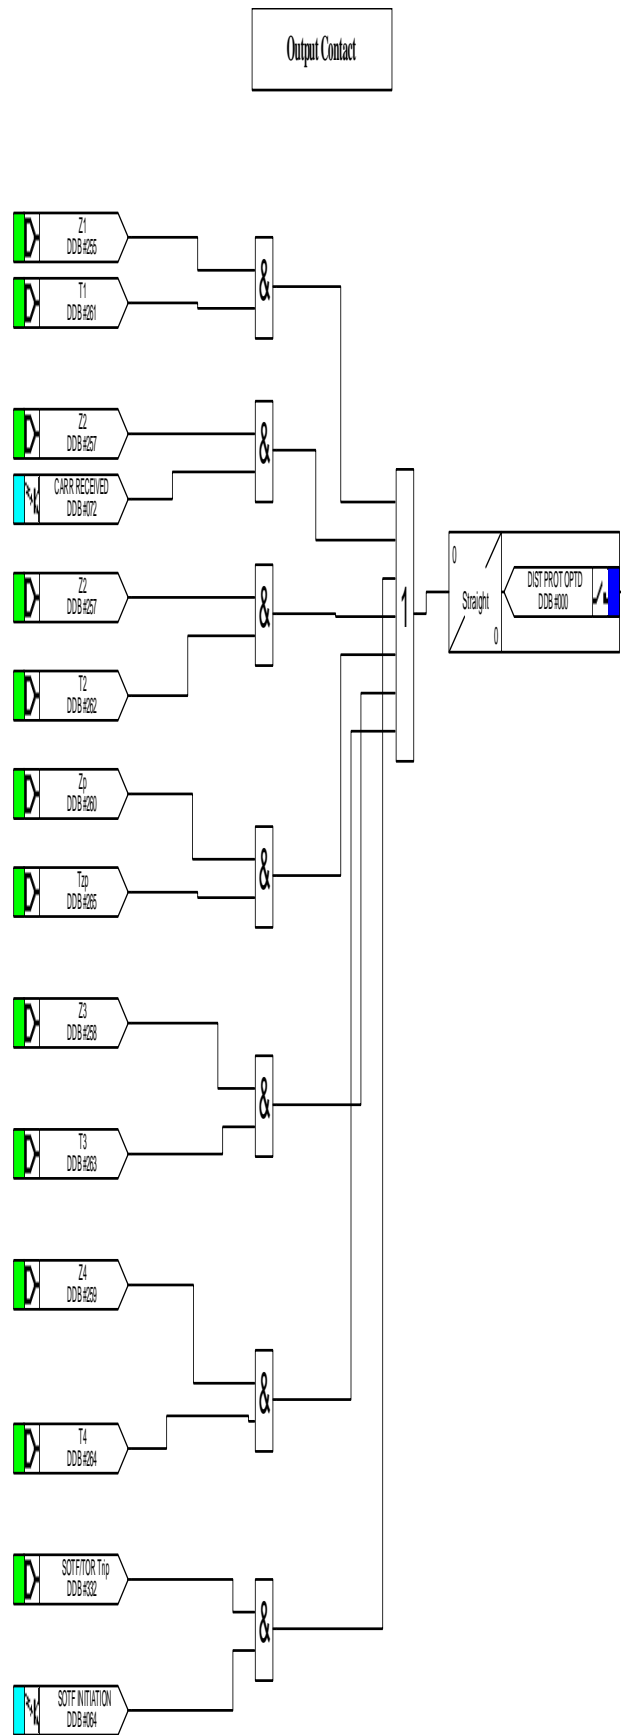 Output Contact
Z1
DDB #255
T1
DDB #261
&
Z2
DDB #257
CARR RECEIVED
DDB #072
&
Z2
DDB #257
T2
DDB #262
&
Zp
DDB #260
Tzp
DDB #265
&
Z3
DDB #258
T3
DDB #263
&
Z4
DDB #259
T4
DDB #264
&
SOTF/TOR Trip
DDB #332
SOTF INITIATION
DDB #064
&
1
0
Straight
0
DIST PROT OPTD
DDB #000